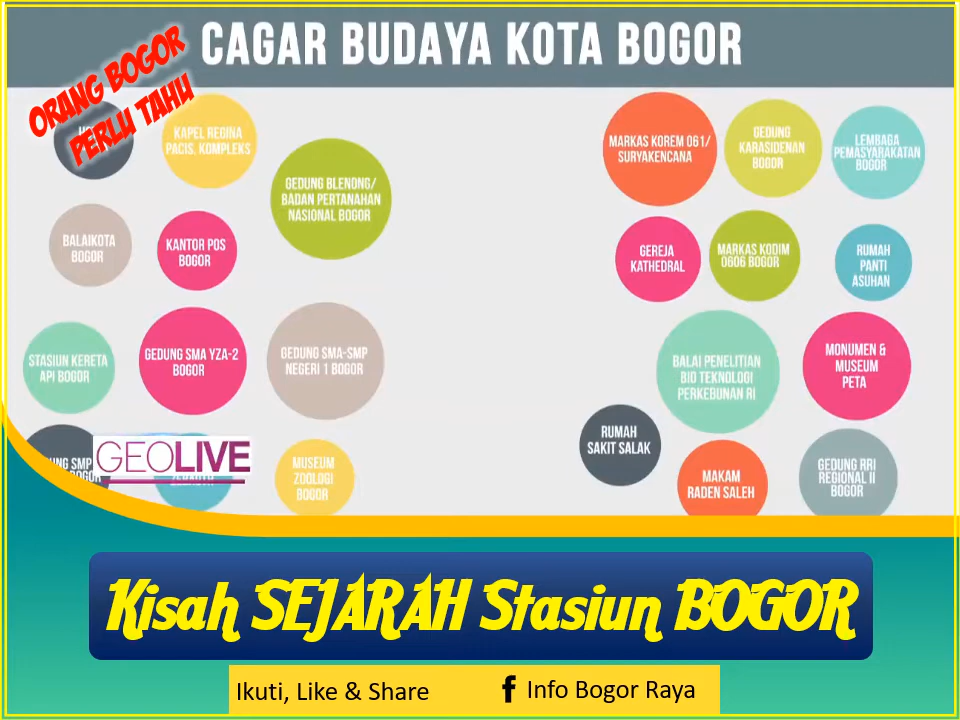 CAGAR BUDAYA KOTA BOGOR
ORANG BOGOR
PERLU TAHU
KAPEL REGINA
PACIS, KOMPLEKS
GEDUNG BLENONG/
BADAN PERTANAHAN
NASIONAL BOGOR
BALAIKOTA
BOGOR
KANTOR POS
BOGOR
STASIUN KERETA
API BOGOR
GEDUNG SMA YZA-2
BOGOR
GEDUNG SMA-SMP
NEGERI 1 BOGOR
MUSEUM
ZOOLOGI
BOGOR
MARKAS KOREM 061/
SURYAKENCANA
GEDUNG
KARASIDENAN
BOGOR
LEMBAGA
PEMASYARAKATAN
BOGOR
GEREJA
KATHEDRAL
MARKAS KODIM
0606 BOGOR
RUMAH
PANTI
ASUHAN
BALAI PENELITIAN
BIO TEKNOLOGI
PERKEBUNAN RI
MONUMEN &
MUSEUM
PETA
RUMAH
SAKIT SALAK
MAKAM
RADEN SALEH
GEDUNG RRI
REGIONAL II
BOGOR
SMP
GEOLIVE
Kisah SEJARAH Stasiun BOGOR
Ikuti, Like & Share
f Info Bogor Raya